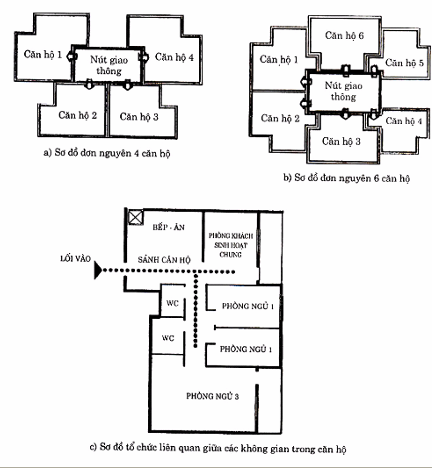 Căn hộ 1
Nút giao
thông
Căn hộ 4
Căn hộ 2
Căn hộ 3
a) Sơ đồ đơn nguyên 4 căn hộ
Căn hộ 6
Căn hộ 1
Căn hộ 5
Nút giao
thông
Căn hộ 2
Căn hộ 4
Căn hộ 3
b) Sơ đồ đơn nguyên 6 căn hộ
BẾP - ĂN
PHÒNG KHÁCH
SINH HOẠT
CHUNG
LỐI VÀO
SẢNH CĂN HỘ
WC
PHÒNG NGỦ 1
WC
PHÒNG NGỦ 1
PHÒNG NGỦ 3
c) Sơ đồ tổ chức liên quan giữa các không gian trong căn hộ